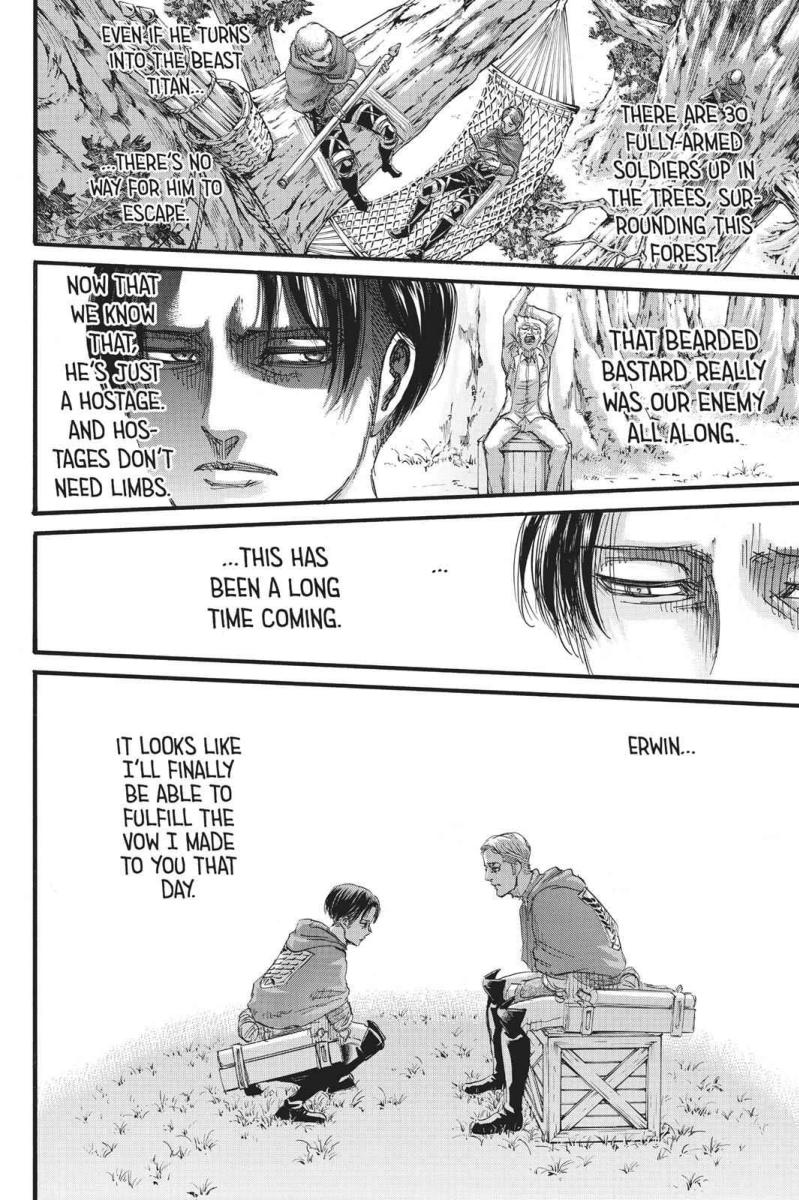 THERE ARE 30
FULLY-ARMED
SOLDIERS UP IN
THE TREES, SUR-
ROUNDING THIS
FOREST.
EVEN IF HE TURNS
INTO THE BEAST
TITAN...
...THERE'S NO
WAY FOR HIM TO
ESCAPE.
THAT BEARDED
BASTARD REALLY
WAS OUR ENEMY
ALL ALONG.
NOW THAT
WE KNOW
THAT,
HE'S JUST
A HOSTAGE.
AND HOS-
TAGES DON'T
NEED LIMBS.
...
...THIS HAS
BEEN A LONG
TIME COMING.
ERWIN...
IT LOOKS LIKE
I'LL FINALLY
BE ABLE TO
FULFILL THE
VOW I MADE
TO YOU THAT
DAY.